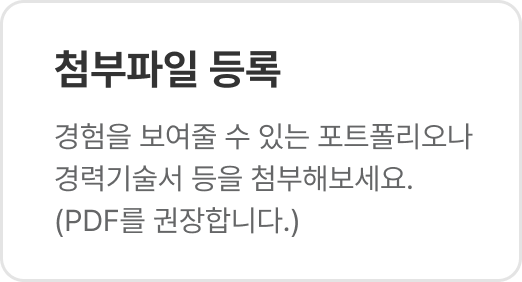 첨부파일 등록
경험을 보여줄 수 있는 포트폴리오나
경력기술서 등을 첨부해보세요.
(PDF를 권장합니다.)